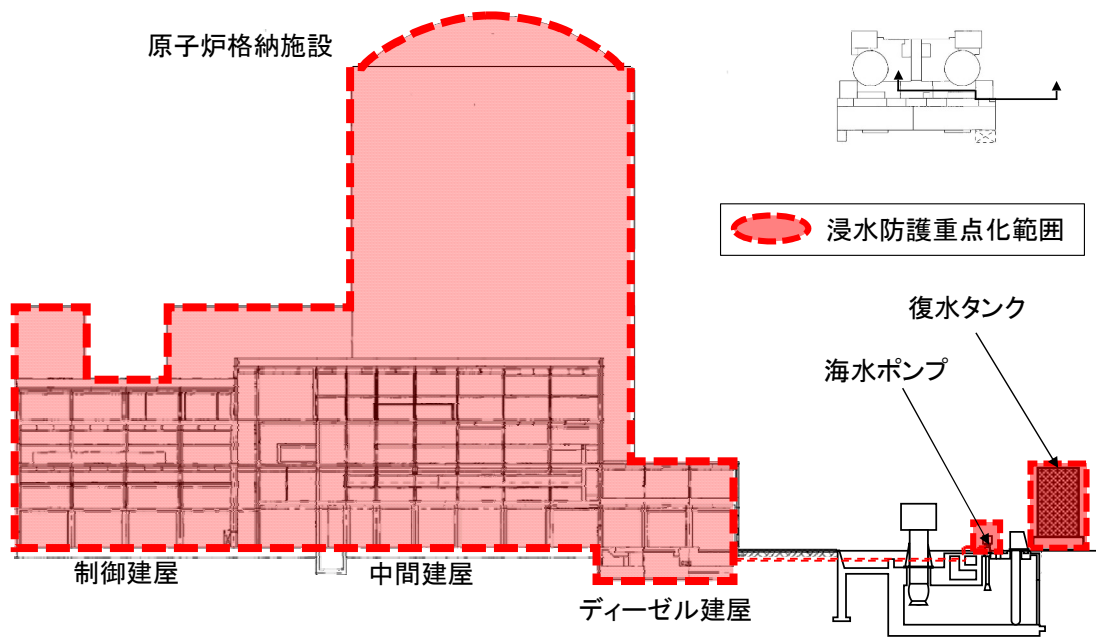 原子炉格納施設
浸水防護重点化範囲
復水タンク
海水ポンプ
制御建屋
中間建屋
ディーゼル建屋